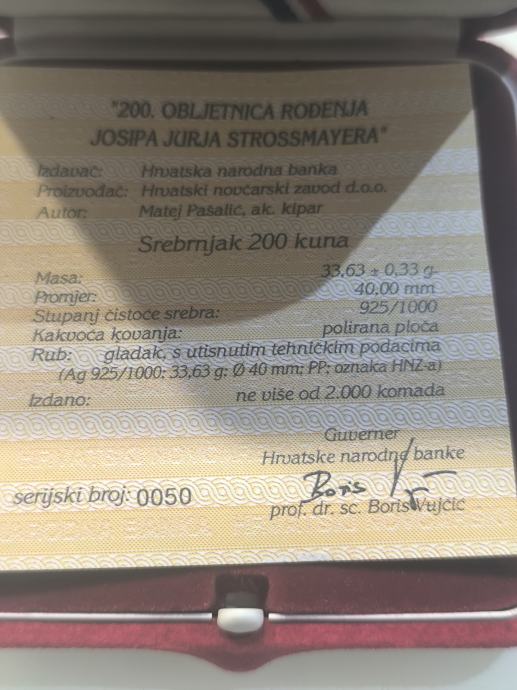 "200. OBLJETNICA ROĐENJA
JOSIPA JURJA STROSSMAYERA"
Izdavač: Hrvatska narodna banka
Proizvođač: Hrvatski novčarski zavod d.o.o.
Autor: Matej Pašalić, ak. kipar
Srebrnjak 200 kuna
Masa: 33,63 ± 0,33 g
Promjer: 40,00 mm
Stupanj čistoće srebra: 925/1000
Kakvoća kovanja: polirana ploča
Rub: gladak, s utisnutim tehničkim podacima
(Ag 925/1000; 33,63 g; Ø 40 mm; PP; oznaka HNZ-a)
Izdano: ne više od 2.000 komada
Guverner
Hrvatske narodne banke
Boris
serijski broj: 0050
prof. dr. sc. Boris Vujčić